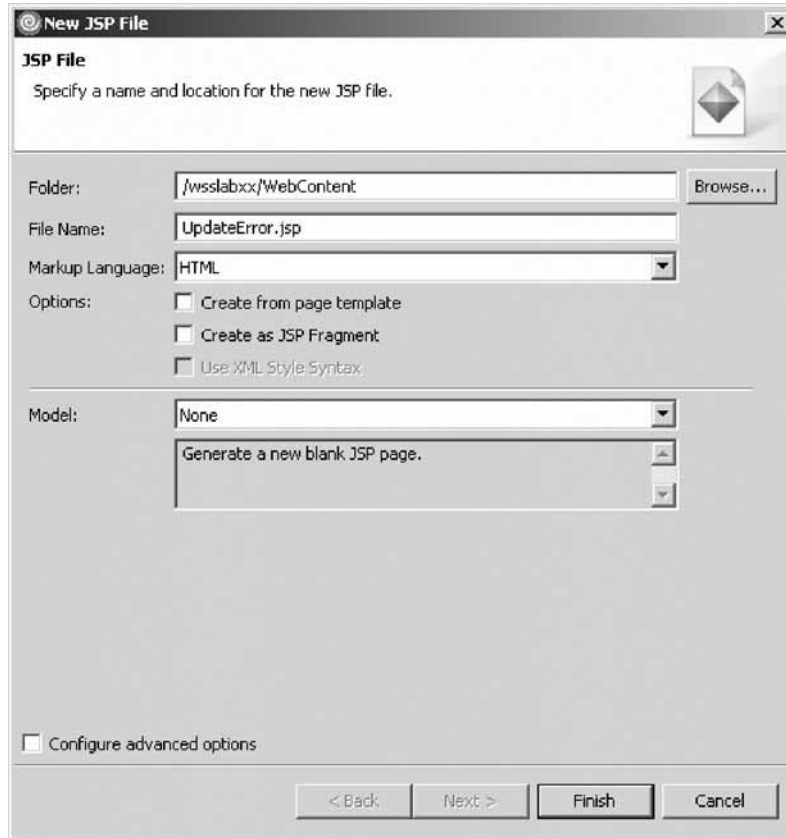 New JSP File
JSP File
Specify a name and location for the new JSP file.
Folder: /wsslabxx/WebContent Browse...
File Name: UpdateError.jsp
Markup Language: HTML
Options: Create from page template
Create as JSP Fragment
Use XML Style Syntax
Model: None
Generate a new blank JSP page.
Configure advanced options
< Back Next > Finish Cancel